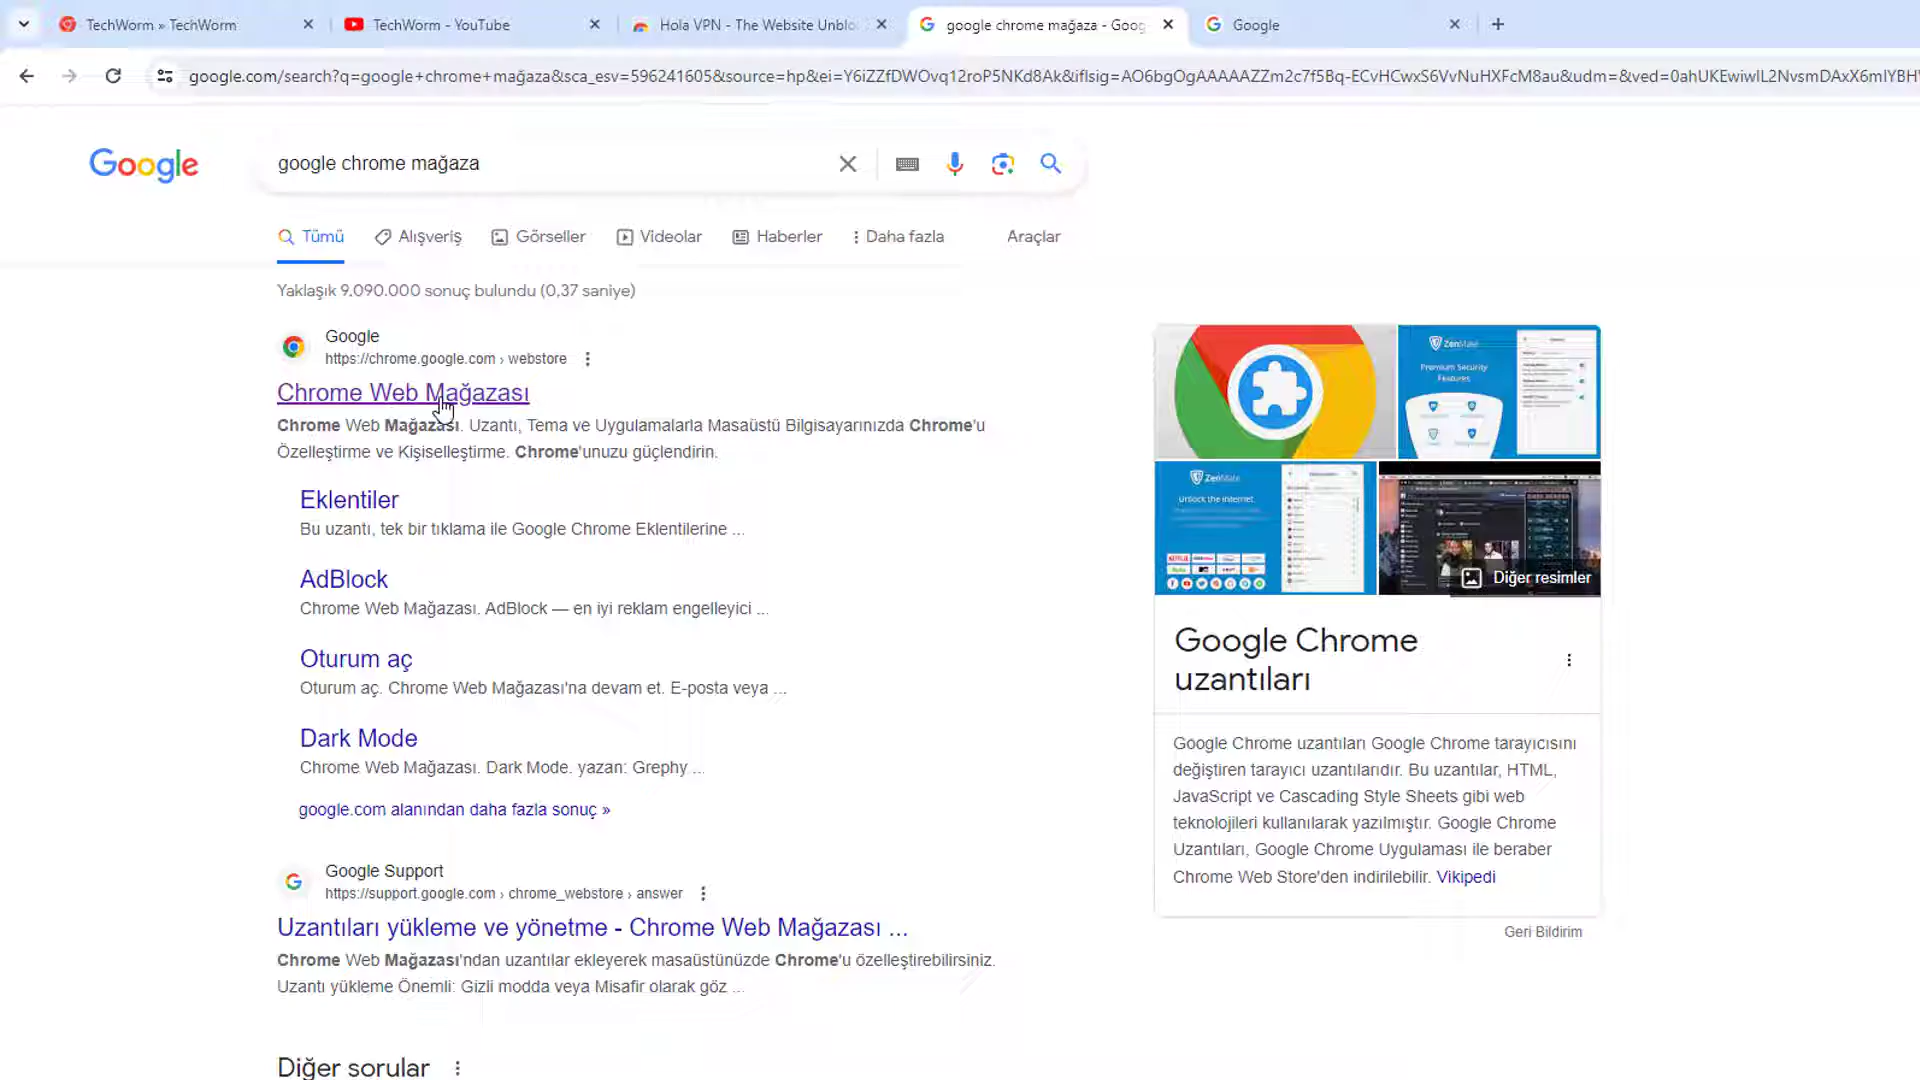 TechWorm » TechWorm
TechWorm - YouTube
Hola VPN - The Website Unblo
google chrome mağaza - Goog
Google
google.com/search?q=google+chrome+mağaza&sca_esv=596241605&source=hp&ei=Y6iZZfDWOvq12roP5NKd8Ak&iflsig=AO6bgOgAAAAAZZm2c7f5Bq-ECvHCwxS6VvNuHXFcM8au&udm=&ved=0ahUKEwiwIL2NvsmDAxX6mIYBH
Google
google chrome mağaza
Tümü
Alışveriş
Görseller
Videolar
Haberler
Daha fazla
Araçlar
Yaklaşık 9.090.000 sonuç bulundu (0,37 saniye)
Google
https://chrome.google.com › webstore
Chrome Web Mağazası
Chrome Web Mağazası. Uzantı, Tema ve Uygulamalarla Masaüstü Bilgisayarınızda Chrome'u
Özelleştirme ve Kişiselleştirme. Chrome'unuzu güçlendirin.
Eklentiler
Bu uzantı, tek bir tıklama ile Google Chrome Eklentilerine ...
AdBlock
Chrome Web Mağazası. AdBlock — en iyi reklam engelleyici ...
Oturum aç
Oturum aç. Chrome Web Mağazası'na devam et. E-posta veya ...
Dark Mode
Chrome Web Mağazası. Dark Mode. yazan: Grephy ...
google.com alanından daha fazla sonuç »
Google Support
https://support.google.com › chrome_webstore › answer
Uzantıları yükleme ve yönetme - Chrome Web Mağazası ...
Chrome Web Mağazası'ndan uzantılar ekleyerek masaüstünüzde Chrome'u özelleştirebilirsiniz.
Uzantı yükleme Önemli: Gizli modda veya Misafir olarak göz ...
Diğer sorular
ZenMate
Premium Security
Features
ZenMate
Unlock the internet.
NETFLIX
Diğer resimler
Google Chrome
uzantıları
Google Chrome uzantıları Google Chrome tarayıcısını
değiştiren tarayıcı uzantılarıdır. Bu uzantılar, HTML,
JavaScript ve Cascading Style Sheets gibi web
teknolojileri kullanılarak yazılmıştır. Google Chrome
Uzantıları, Google Chrome Uygulaması ile beraber
Chrome Web Store'den indirilebilir. Vikipedi
Geri Bildirim